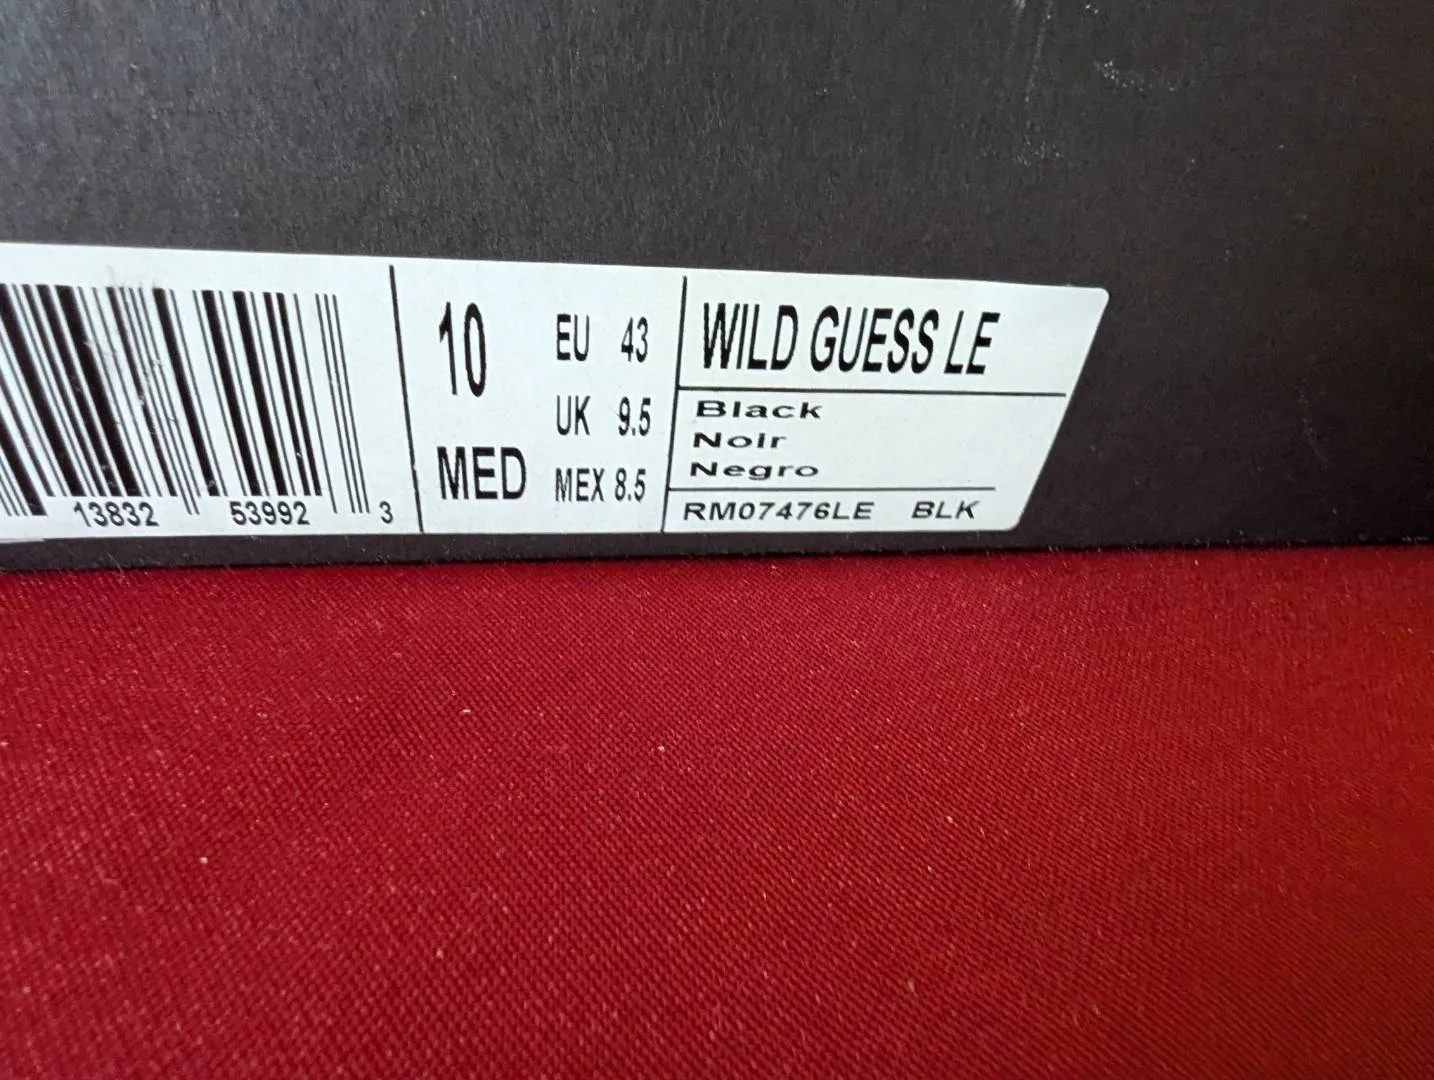 13832 53992 3
10 EU 43
UK 9.5
MED MEX 8.5
WILD GUESS LE
Black
Noir
Negro
RM07476LE BLK